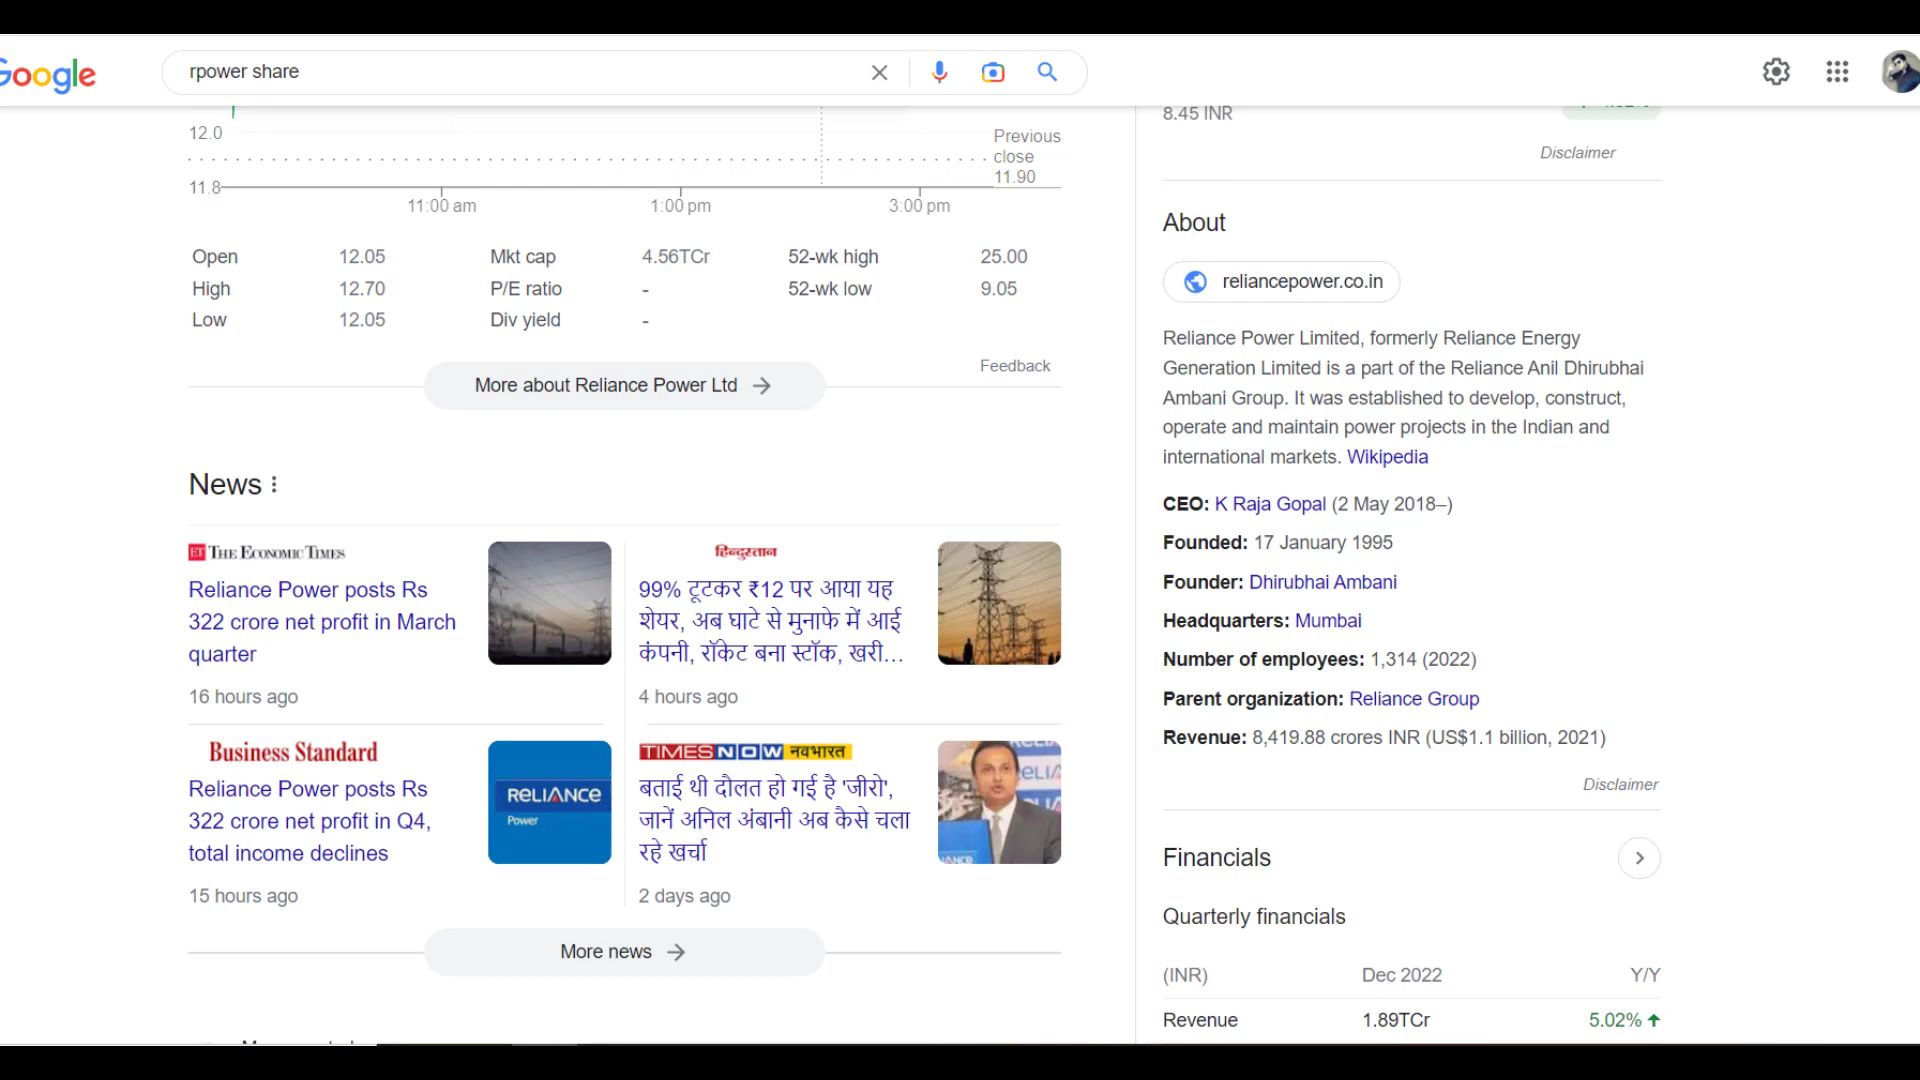 Google
rpower share
12.0
11.8
Previous
close
11.90
11:00 am 1:00 pm 3:00 pm
Open 12.05 Mkt cap 4.56TCr 52-wk high 25.00
High 12.70 P/E ratio - 52-wk low 9.05
Low 12.05 Div yield -
Feedback
More about Reliance Power Ltd
News
ET THE ECONOMIC TIMES
Reliance Power posts Rs
322 crore net profit in March
quarter
16 hours ago
हिन्दुस्तान
99% टूटकर ₹12 पर आया यह
शेयर, अब घाटे से मुनाफे में आई
कंपनी, रॉकेट बना स्टॉक, खरी...
4 hours ago
Business Standard
Reliance Power posts Rs
322 crore net profit in Q4,
total income declines
15 hours ago
RELIANCE
Power
TIMES NOW नवभारत
बताई थी दौलत हो गई है 'जीरो',
जानें अनिल अंबानी अब कैसे चला
रहे खर्चा
2 days ago
More news
8.45 INR
Disclaimer
About
reliancepower.co.in
Reliance Power Limited, formerly Reliance Energy
Generation Limited is a part of the Reliance Anil Dhirubhai
Ambani Group. It was established to develop, construct,
operate and maintain power projects in the Indian and
international markets. Wikipedia
CEO: K Raja Gopal (2 May 2018–)
Founded: 17 January 1995
Founder: Dhirubhai Ambani
Headquarters: Mumbai
Number of employees: 1,314 (2022)
Parent organization: Reliance Group
Revenue: 8,419.88 crores INR (US$1.1 billion, 2021)
Disclaimer
Financials
Quarterly financials
(INR) Dec 2022 Y/Y
Revenue 1.89TCr 5.02%